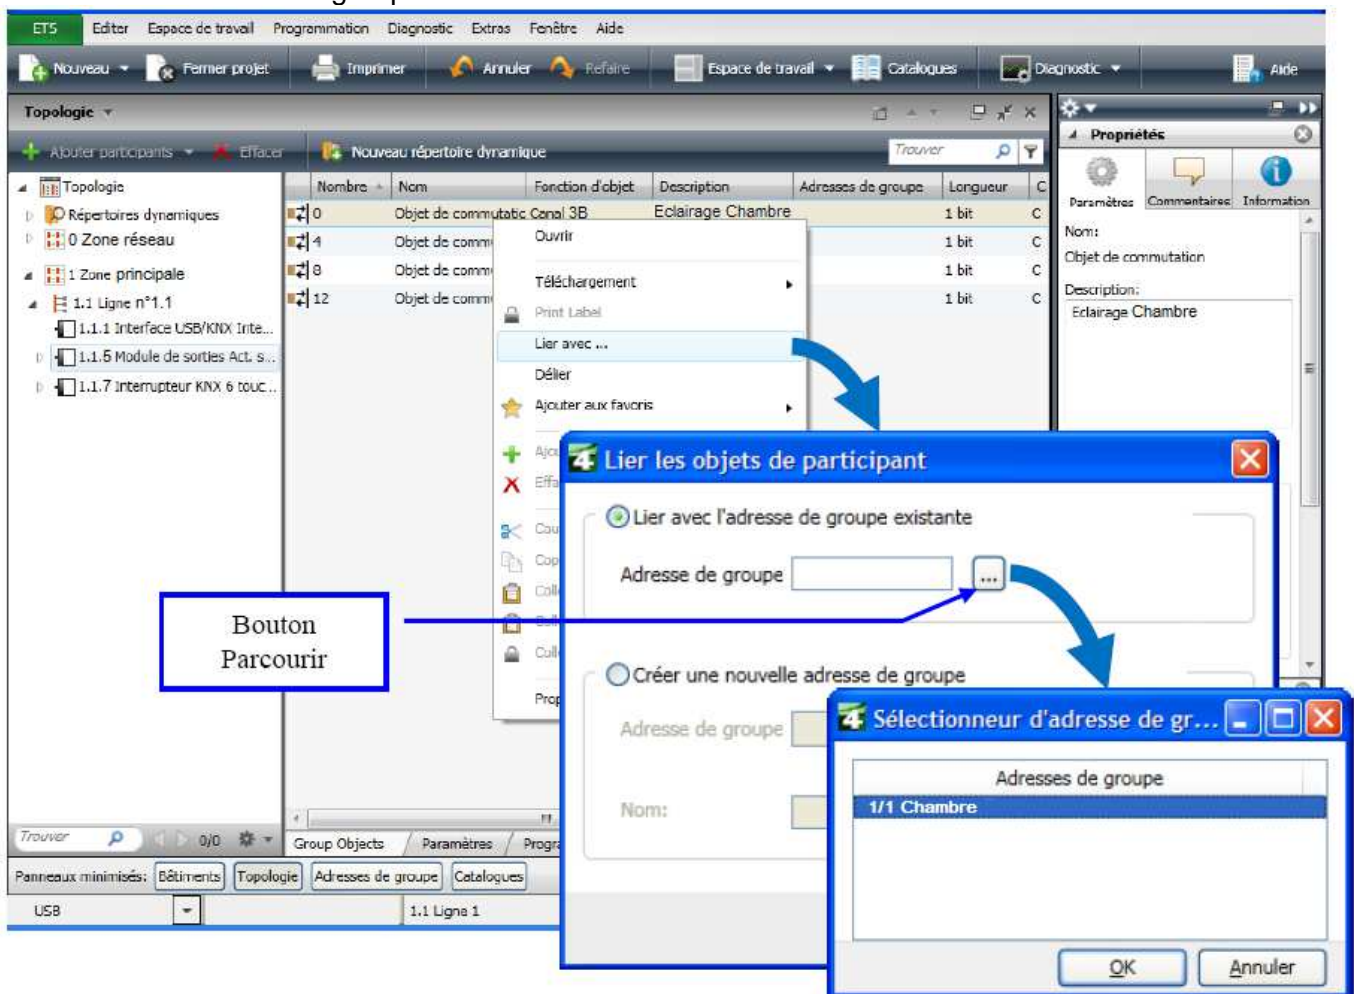 ETS Editer Espace de travail Programmation Diagnostic Extras Fenêtre Aide
Nouveau Fermer projet Imprimer Annuler Refaire Espace de travail Catalogues Diagnostic Aide
Topologie
Ajouter participants Effacer Nouveau répertoire dynamique Trouver
Propriétés
Paramètres Commentaires Information
Topologie
Répertoires dynamiques
0 Zone réseau
1 Zone principale
1.1 Ligne n°1.1
1.1.1 Interface USB/KNX Inte...
1.1.5 Module de sorties Act. s...
1.1.7 Interrupteur KNX 6 touc...
Nombre Nom Fonction d'objet Description Adresses de groupe Longueur C
0 Objet de commutatic Canal 3B Eclairage Chambre 1 bit C
4 Objet de comm 1 bit C
8 Objet de comm 1 bit C
12 Objet de comm 1 bit C
Ouvrir
Téléchargement
Print Label
Lier avec ...
Délier
Ajouter aux favoris
Nom:
Objet de commutation
Description:
Eclairage Chambre
Bouton
Parcourir
4 Lier les objets de participant
Lier avec l'adresse de groupe existante
Adresse de groupe ...
Créer une nouvelle adresse de groupe
Adresse de groupe
Nom:
4 Sélectionneur d'adresse de gr...
Adresses de groupe
1/1 Chambre
OK Annuler
Trouver 0/0
Group Objects Paramètres Progra
Panneaux minimisés: Bâtiments Topologie Adresses de groupe Catalogues
USB 1.1 Ligne 1